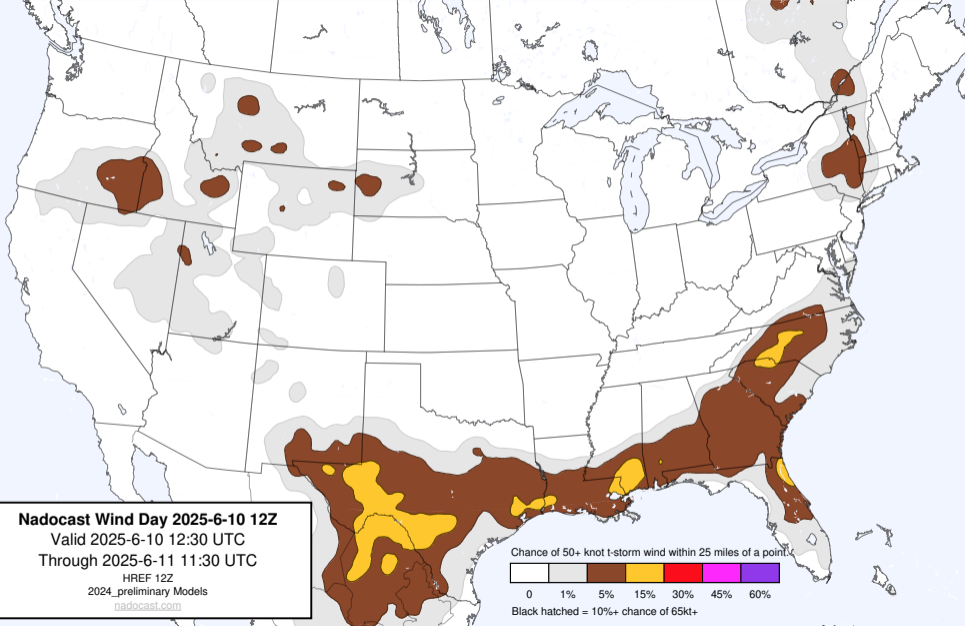 Nadocast Wind Day 2025-6-10 12Z
Valid 2025-6-10 12:30 UTC
Through 2025-6-11 11:30 UTC
HREF 12Z
2024_preliminary Models
nadocast.com
Chance of 50+ knot t-storm wind within 25 miles of a point.
0 1% 5% 15% 30% 45% 60%
Black hatched = 10%+ chance of 65kt+